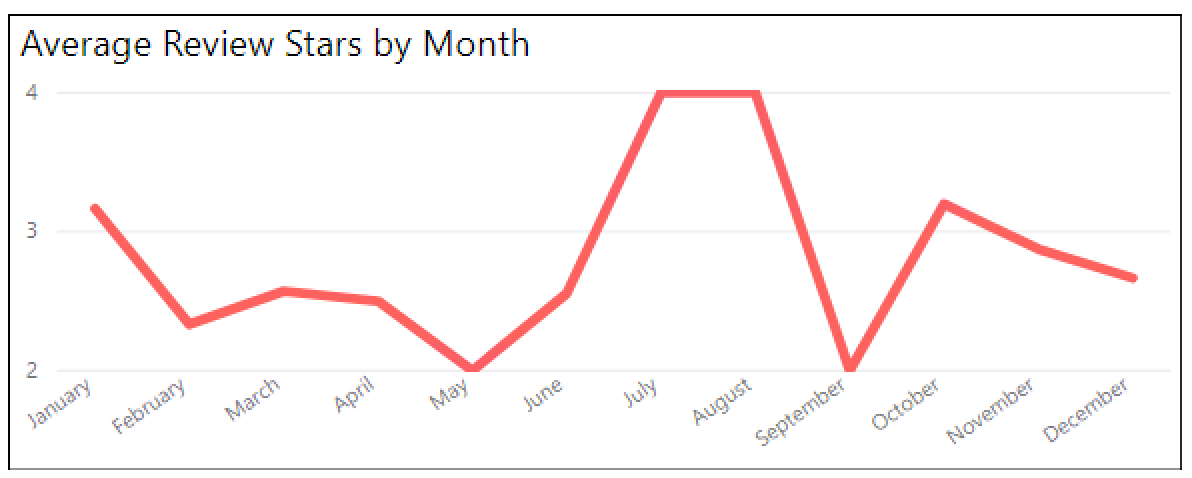 Average Review Stars by Month
4
3
2
January
February
March
April
May
June
July
August
September
October
November
December